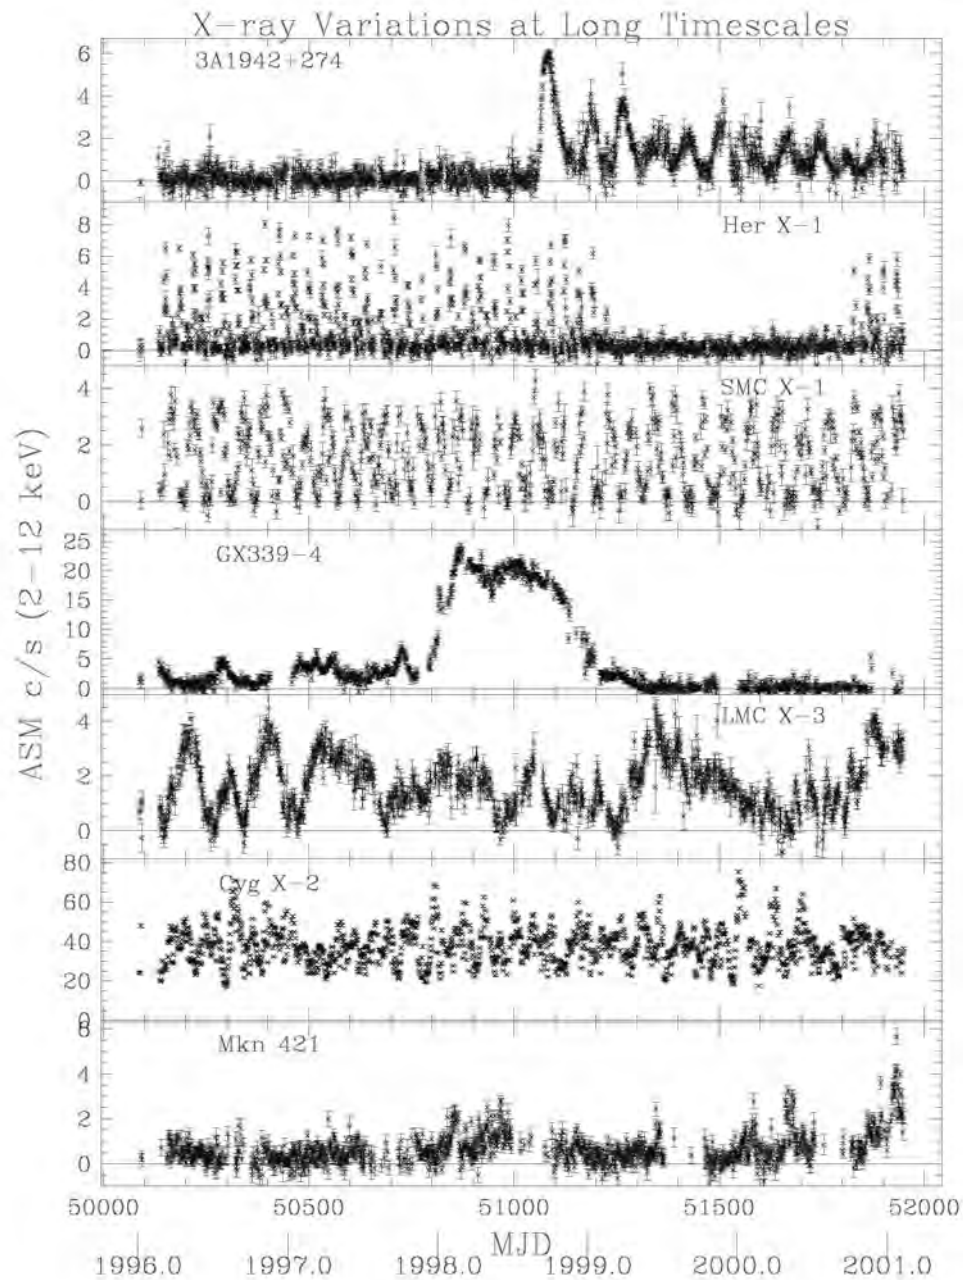 X-ray Variations at Long Timescales
3A1942+274
6
4
2
0
Her X-1
8
6
4
2
0
SMC X-1
4
2
0
GX339-4
25
20
15
10
5
0
LMC X-3
4
2
0
Cyg X-2
80
60
40
20
0
Mkn 421
6
4
2
0
ASM c/s (2-12 keV)
50000 50500 51000 51500 52000
MJD
1996.0 1997.0 1998.0 1999.0 2000.0 2001.0